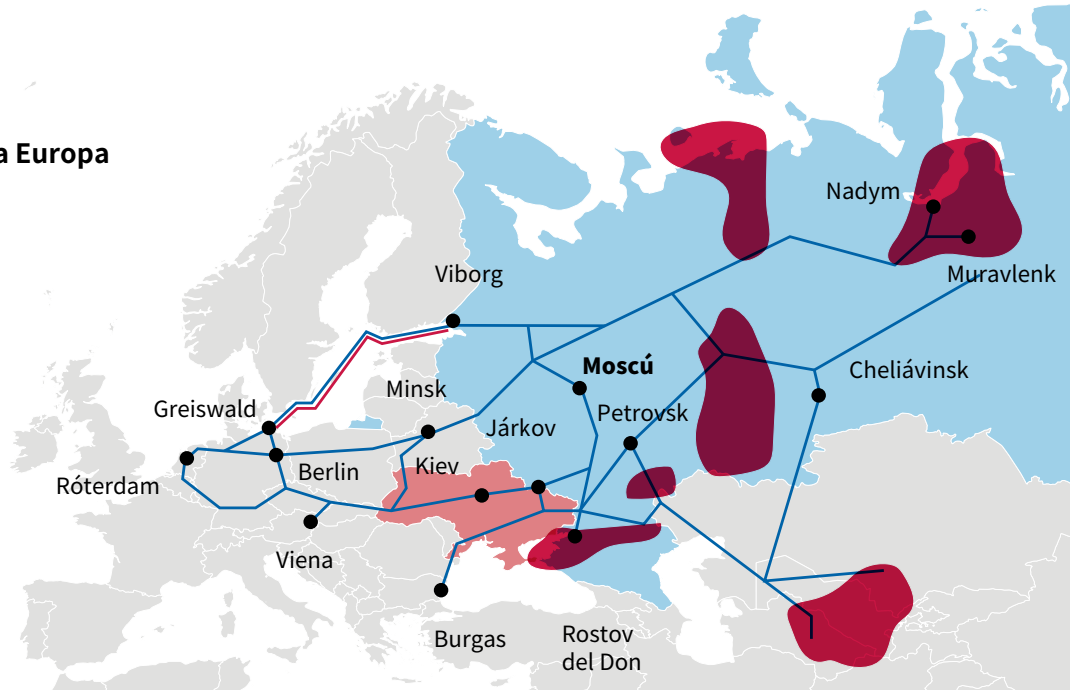 a Europa
Nadym
Muravlenk
Viborg
Moscú
Cheliávinsk
Minsk
Greiswald
Petrovsk
Járkov
Kiev
Berlin
Róterdam
Viena
Burgas
Rostov
del Don